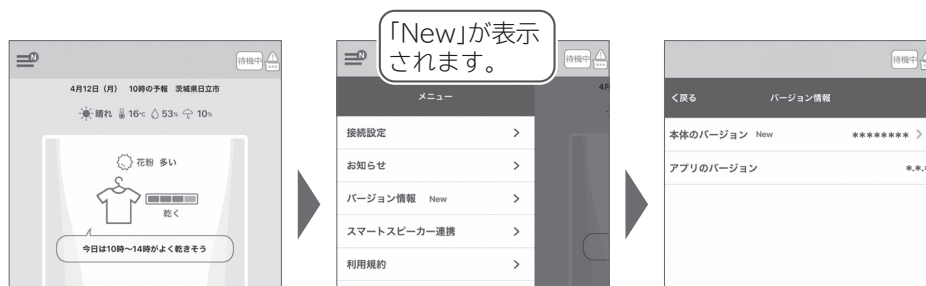 「New」が表示
されます。
N
待機中
4月12日（月） 10時の予報 茨城県日立市
晴れ 16℃ 53% 10%
花粉 多い
乾く
今日は10時〜14時がよく乾きそう
N
待機中
メニュー
4月
接続設定 >
お知らせ >
バージョン情報 New >
スマートスピーカー連携 >
利用規約 >
待機中
く戻る バージョン情報
本体のバージョン New ******** >
アプリのバージョン *.*.*